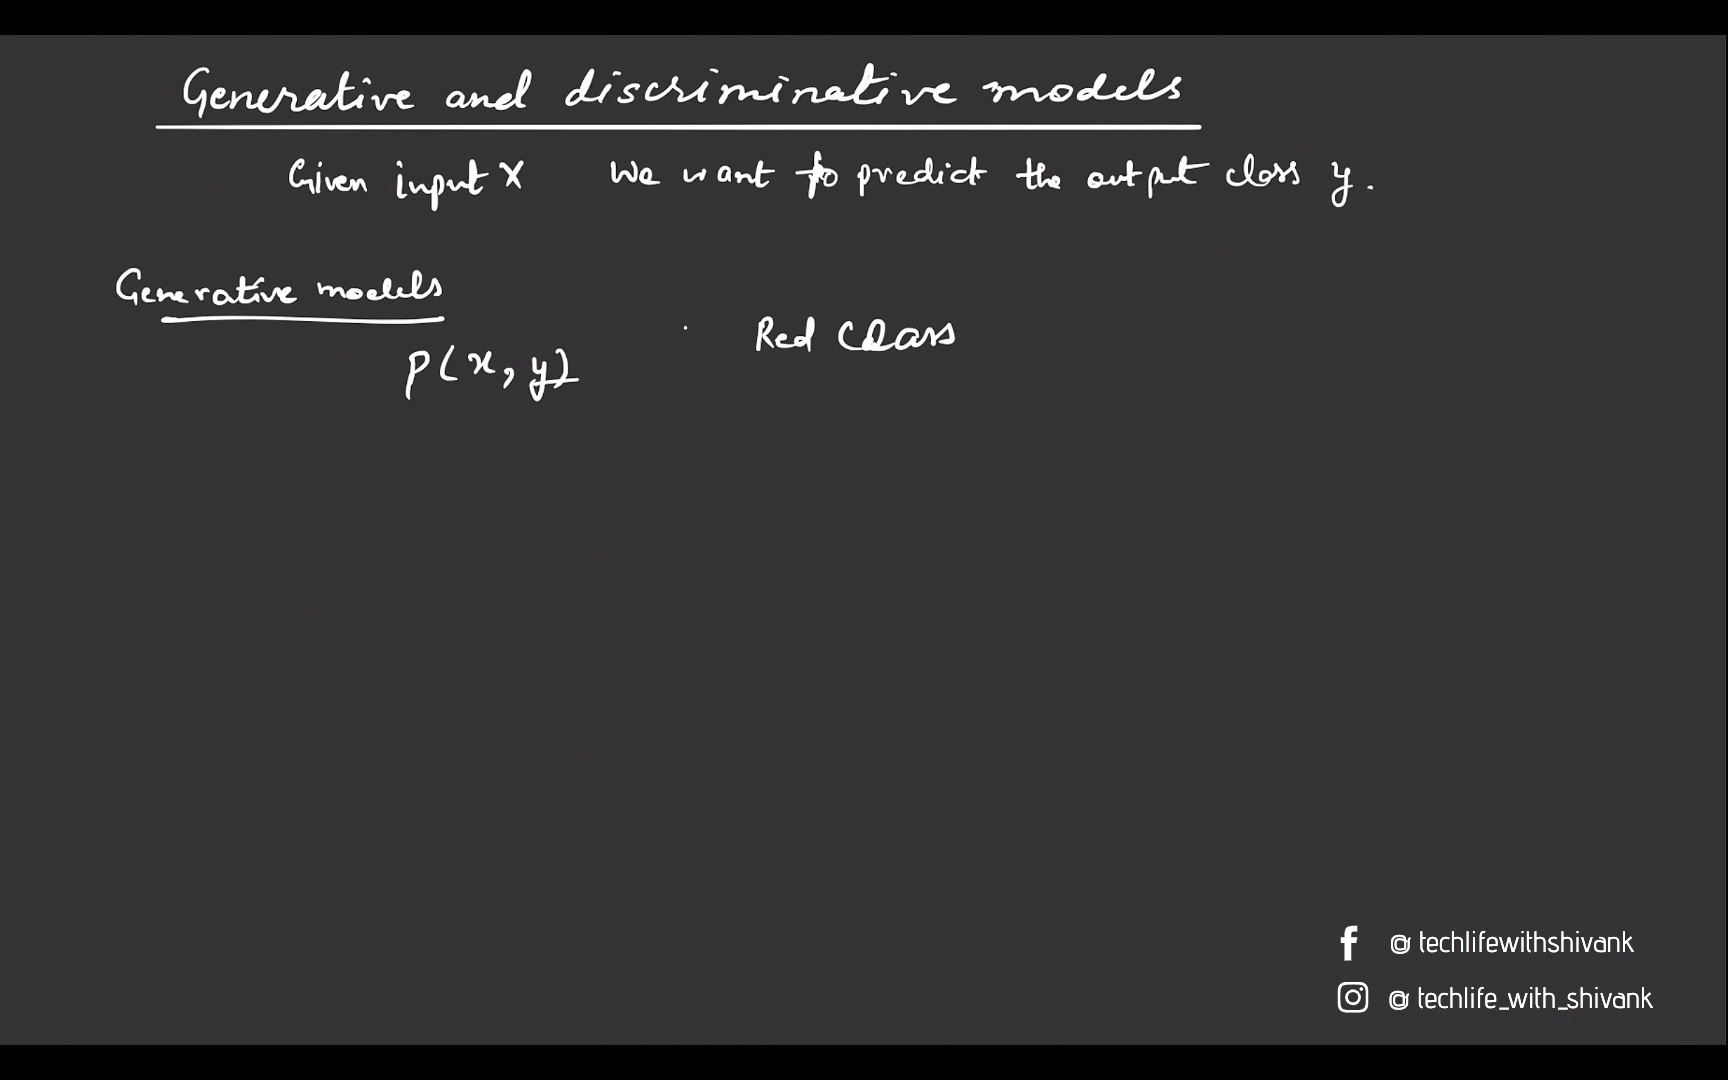 Generative and discriminative models
Given input X We want to predict the output class y.
Generative models
Red Class
P(x, y)
@ techlifewithshivank
@ techlife_with_shivank